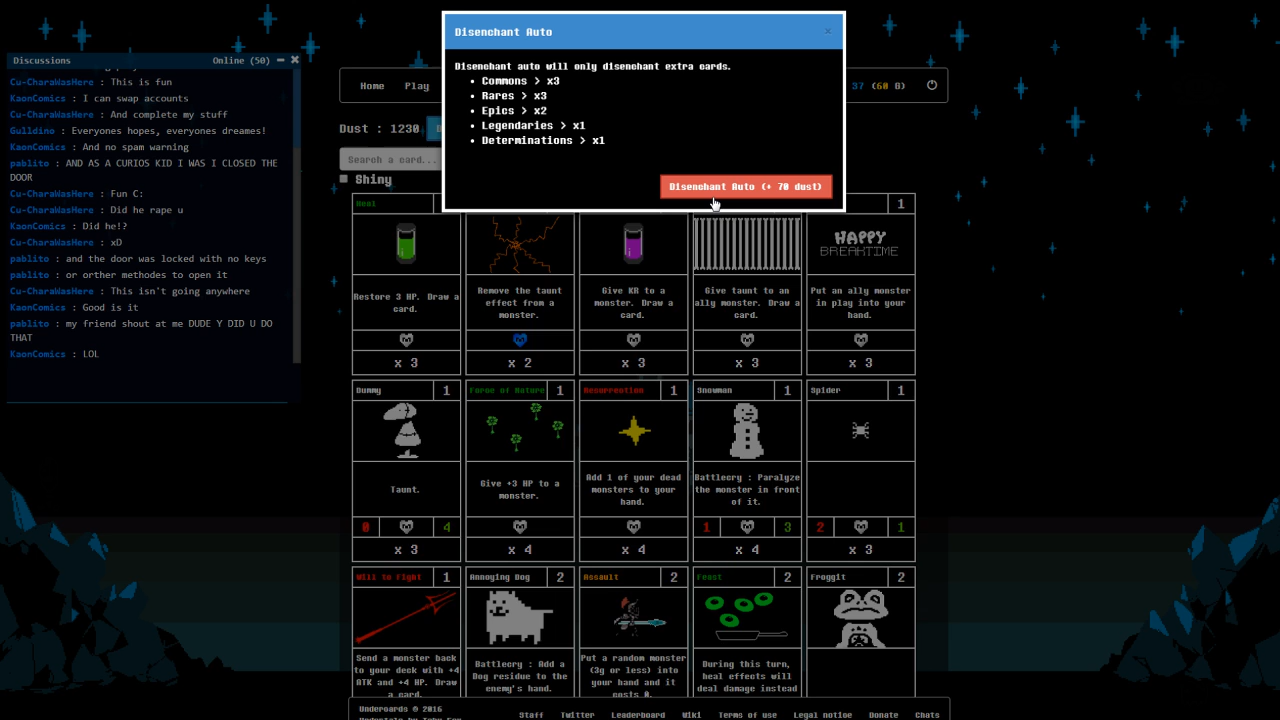 Discussions Online (50)
Cu-CharaWasHere : This is fun
KaonComics : I can swap accounts
Cu-CharaWasHere : And complete my stuff
Gulldino : Everyones hopes, everyones dreames!
KaonComics : And no spam warning
pablito : AND AS A CURIOS KID I WAS I CLOSED THE
DOOR
Cu-CharaWasHere : Fun C:
Cu-CharaWasHere : Did he rape u
KaonComics : Did he!?
Cu-CharaWasHere : xD
pablito : and the door was locked with no keys
pablito : or orther methodes to open it
Cu-CharaWasHere : This isn't going anywhere
KaonComics : Good is it
pablito : my friend shout at me DUDE Y DID U DO
THAT
KaonComics : LOL
Disenchant Auto ×
Disenchant auto will only disenchant extra cards.
• Commons > x3
• Rares > x3
• Epics > x2
• Legendaries > x1
• Determinations > x1
Disenchant Auto (+ 70 dust)
Home Play 37 (60 G)
Dust : 1230
Search a card...
Shiny
Heal
1
HAPPY
BREAKTIME
Restore 3 HP. Draw a
card.
Remove the taunt
effect from a
monster.
Give KR to a
monster. Draw a
card.
Give taunt to an
ally monster. Draw a
card.
Put an ally monster
in play into your
hand.
x 3 x 2 x 3 x 3 x 3
Dummy 1 Force of Nature 1 Resurrection 1 Snowman 1 Spider 1
Taunt.
Give +3 HP to a
monster.
Add 1 of your dead
monsters to your
hand.
Battlecry : Paralyze
the monster in front
of it.
0 4 1 3 2 1
x 3 x 4 x 4 x 4 x 3
Will to Fight 1 Annoying Dog 2 Assault 2 Feast 2 Froggit 2
Send a monster back
to your deck with +4
ATK and +4 HP. Draw
a card.
Battlecry : Add a
Dog residue to the
enemy's hand.
Put a random monster
(3g or less) into
your hand and it
costs 0.
During this turn,
heal effects will
deal damage instead
Undercards © 2016
Undertale by Toby Fox
Staff Twitter Leaderboard Wiki Terms of use Legal notice Donate Chats